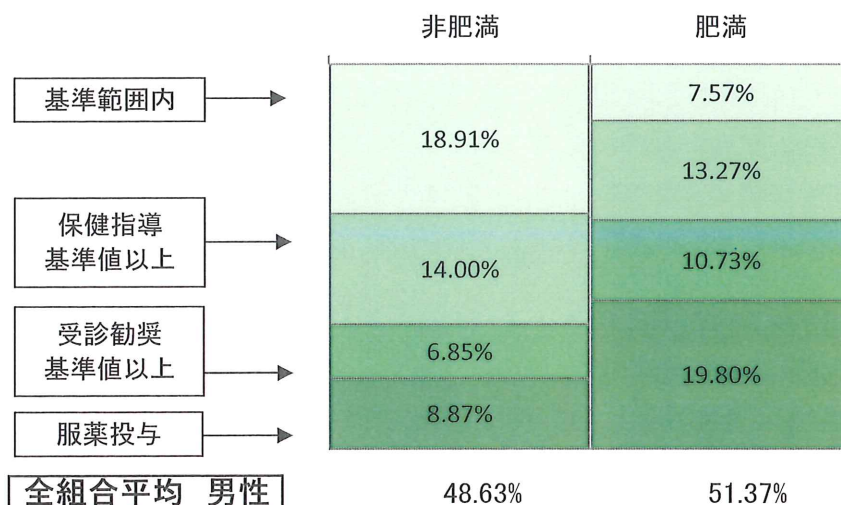 非肥満
肥満
基準範囲内
18.91%
7.57%
13.27%
保健指導
基準値以上
14.00%
10.73%
受診勧奨
基準値以上
6.85%
19.80%
服薬投与
8.87%
全組合平均 男性
48.63%
51.37%